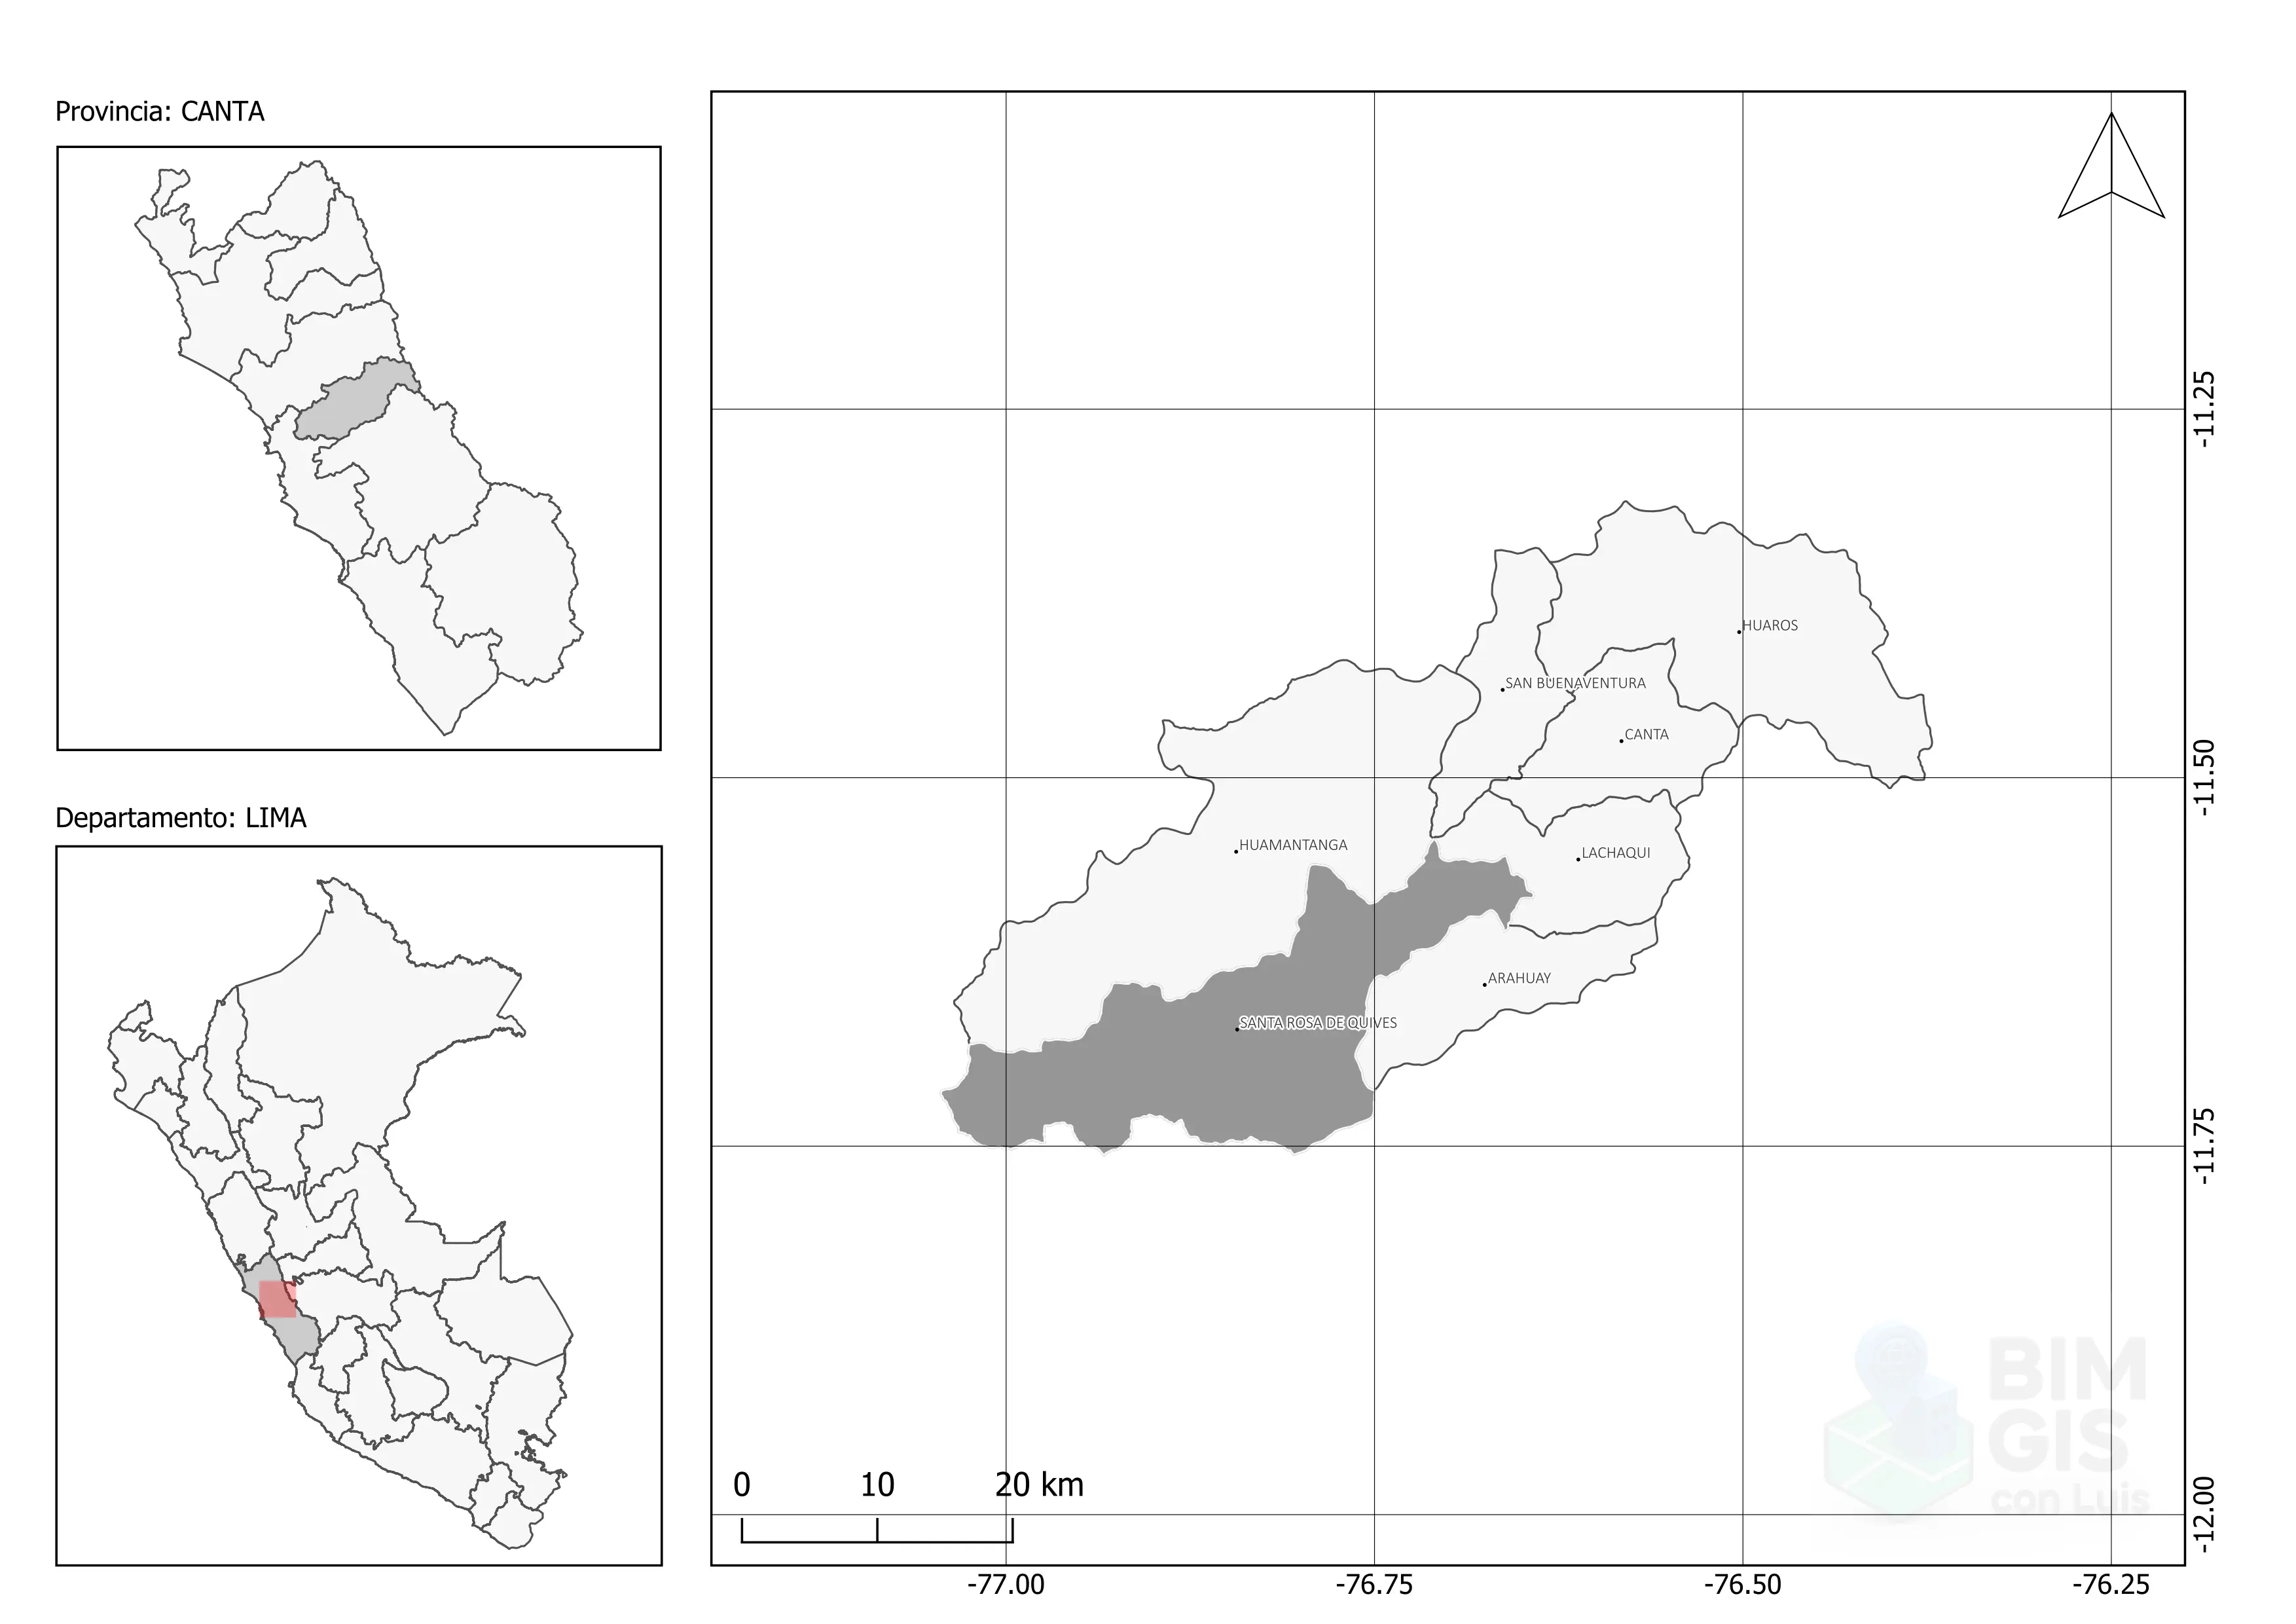 Provincia: CANTA
Departamento: LIMA
HUAROS
SAN BUENAVENTURA
CANTA
HUAMANTANGA
LACHAQUI
ARAHUAY
SANTA ROSA DE QUIVES
-11.25
-11.50
-11.75
-12.00
0 10 20 km
-77.00 -76.75 -76.50 -76.25
BIM
GIS
con Luis